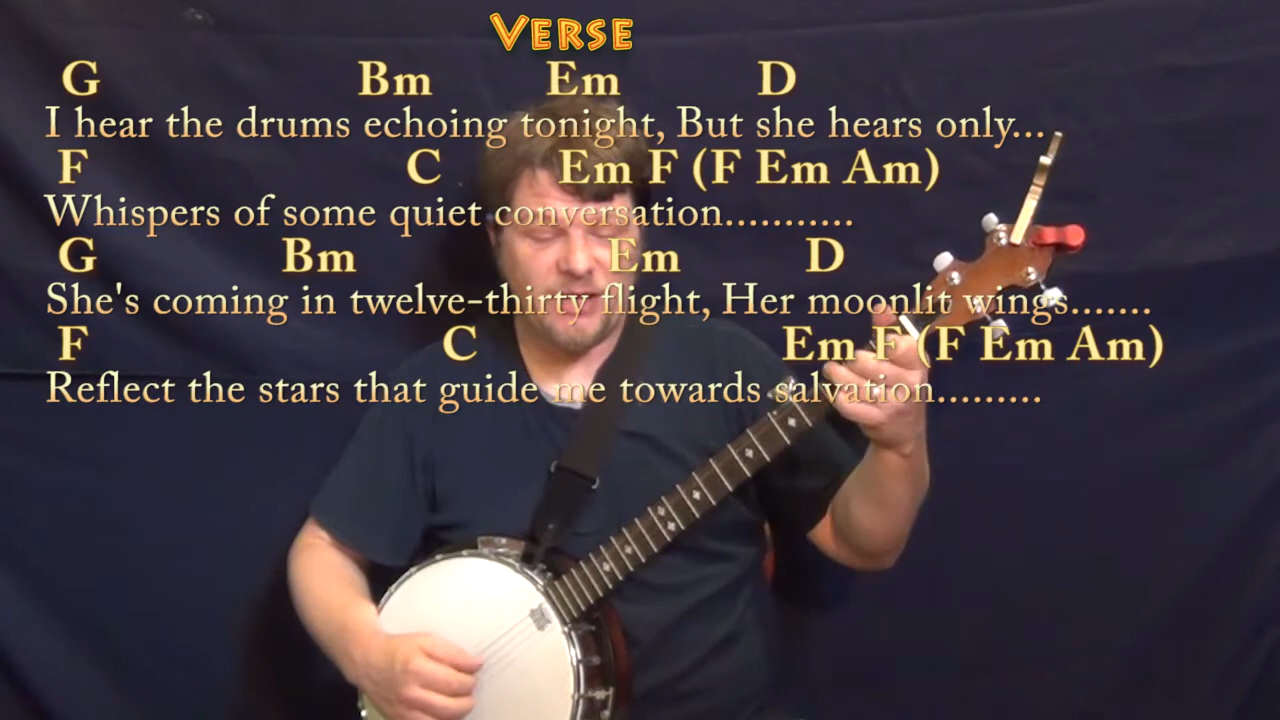 VERSE
G Bm Em D
I hear the drums echoing tonight, But she hears only...
F C Em F (F Em Am)
Whispers of some quiet conversation...........
G Bm Em D
She's coming in twelve-thirty flight, Her moonlit wings.......
F C Em F (F Em Am)
Reflect the stars that guide me towards salvation.........